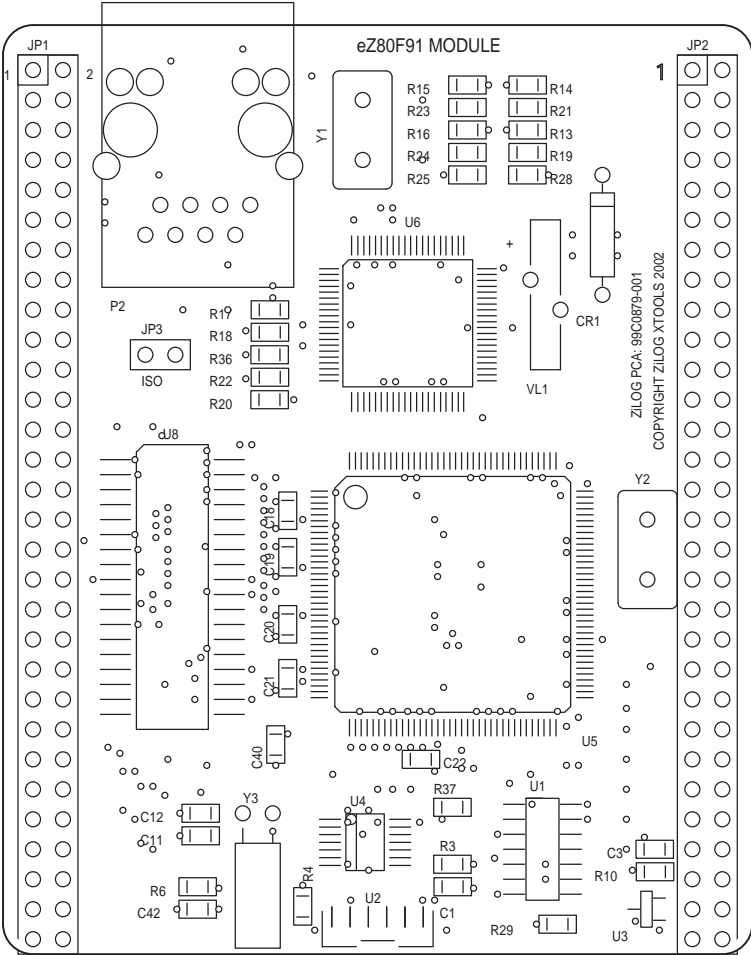 eZ80F91 MODULE
JP1
JP2
1
2
1
R15
R14
R23
R21
R16
R13
R24
R19
R25
R28
Y1
U6
+
P2
JP3
ISO
R17
R18
R36
R22
R20
CR1
VL1
ZiLOG PCA: 99C0879-001
COPYRIGHT ZiLOG XTOOLS 2002
U8
Y2
C18
C19
C20
C21
C40
U5
C22
U1
C12
Y3
U4
R37
C11
R3
C3
R10
R6
R4
C42
U2
C1
R29
U3